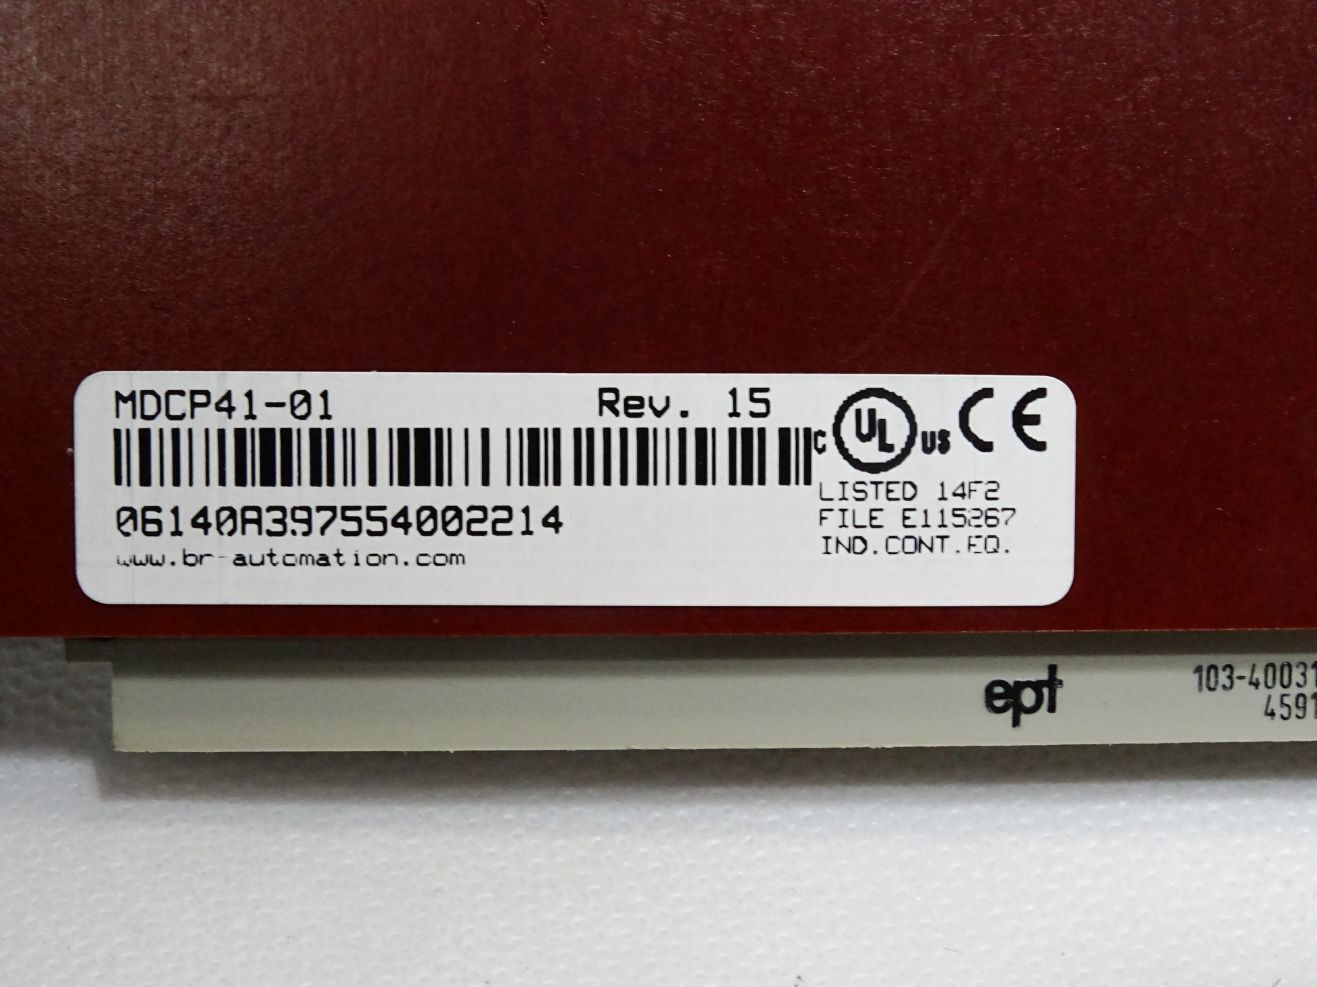 MDCP41-01 Rev. 15
06140A397554002214
www.br-automation.com
C UL US CE
LISTED 14F2
FILE E115267
IND.CONT.EQ.
ept
103-40031
4591